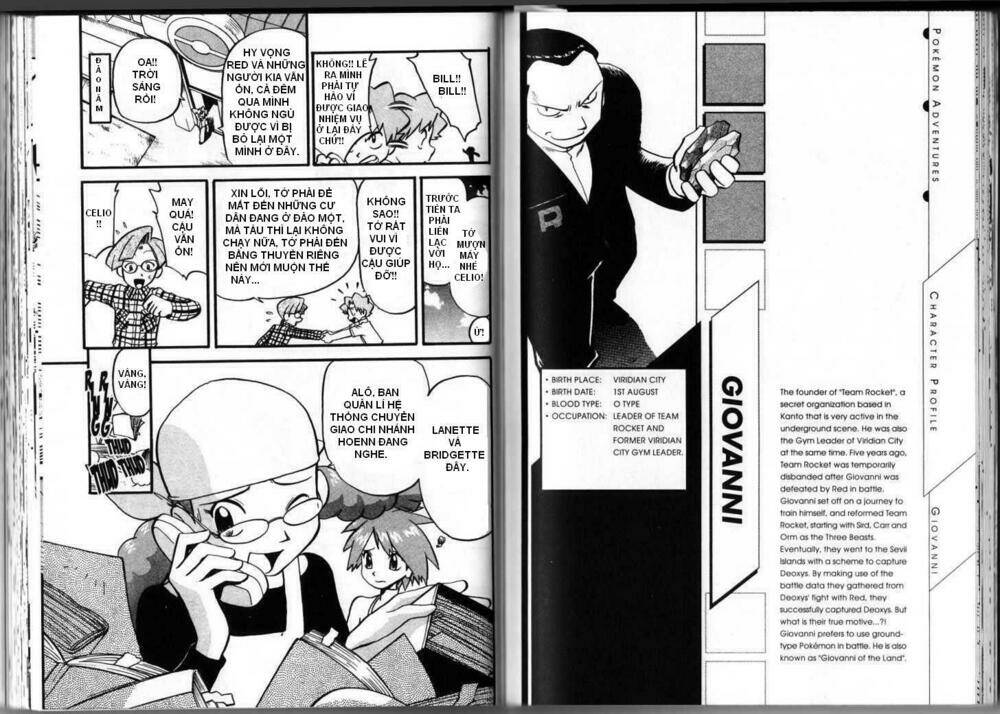 BILL!!
BILL!!
KHÔNG!! LẼ
RA MÌNH
PHẢI TỰ
HÀO VÌ
ĐƯỢC GIAO
NHIỆM VỤ
Ở LẠI ĐÂY
CHỨ!!
HY VỌNG
RED VÀ NHỮNG
NGƯỜI KIA VẪN
ỔN, CẢ ĐÊM
QUA MÌNH
KHÔNG NGỦ
ĐƯỢC VÌ BỊ
BỎ LẠI MỘT
MÌNH Ở ĐÂY.
OA!!
TRỜI
SÁNG
RỒI!
ĐẢO NĂM
CELIO
!!
MAY
QUÁ! CẬU
VẪN
ỔN!
XIN LỖI, TỚ PHẢI ĐỂ
MẮT ĐẾN NHỮNG CƯ
DÂN ĐANG Ở ĐẢO MỘT,
MÀ TÀU THÌ LẠI KHÔNG
CHẠY NỮA, TỚ PHẢI ĐẾN
BẰNG THUYỀN RIÊNG
NÊN MỚI MUỘN THẾ
NÀY...
KHÔNG
SAO!!
TỚ RẤT
VUI VÌ
ĐƯỢC
CẬU GIÚP
ĐỠ!!
TRƯỚC
TIÊN TA
PHẢI
LIÊN
LẠC
VỚI
HỌ...
TỚ
MƯỢN
MÁY
NHÉ
CELIO!
Ừ!
VÂNG,
VÂNG!
THUD
THUD THUD
ALÔ, BAN
QUẢN LÍ HỆ
THỐNG CHUYỂN
GIAO CHI NHÁNH
HOENN ĐANG
NGHE.
LANETTE
VÀ
BRIDGETTE
ĐÂY.
R
• BIRTH PLACE: VIRIDIAN CITY
• BIRTH DATE: 1ST AUGUST
• BLOOD TYPE: O TYPE
• OCCUPATION: LEADER OF TEAM
ROCKET AND
FORMER VIRIDIAN
CITY GYM LEADER.
GIOVANNI
The founder of "Team Rocket", a
secret organization based in
Kanto that is very active in the
underground scene. He was also
the Gym Leader of Viridian City
at the same time. Five years ago,
Team Rocket was temporarily
disbanded after Giovanni was
defeated by Red in battle.
Giovanni set off on a journey to
train himself, and reformed Team
Rocket, starting with Sird, Carr and
Orm as the Three Beasts.
Eventually, they went to the Sevii
Islands with a scheme to capture
Deoxys. By making use of the
battle data they gathered from
Deoxys' fight with Red, they
successfully captured Deoxys. But
what is their true motive...?!
Giovanni prefers to use ground-
type Pokémon in battle. He is also
known as "Giovanni of the Land".
POKÉMON ADVENTURES
CHARACTER PROFILE
GIOVANNI